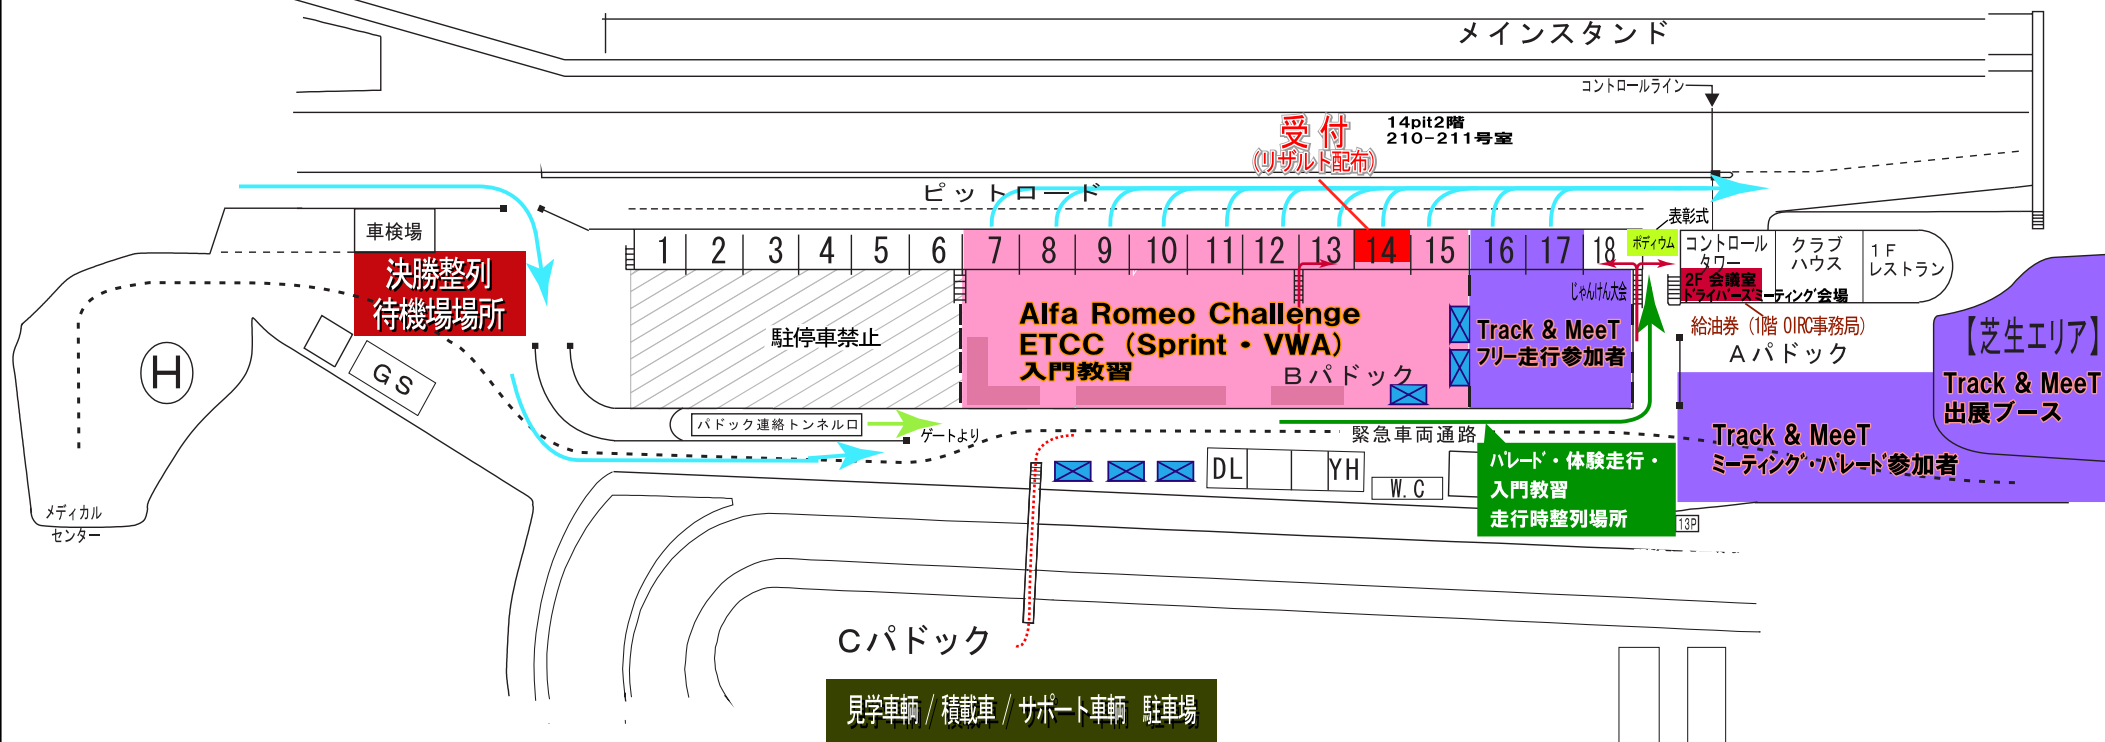 メインスタンド
コントロールライン
受付
(リザルト配布)
14pit2階
210-211号室
ピットロード
表彰式
車検場
決勝整列
待機場場所
1 2 3 4 5 6 7 8 9 10 11 12 13 14 15 16 17 18
ポディウム
コントロール
タワー
クラブ
ハウス
1F
レストラン
2F 会議室
ドライバーズミーティング会場
じゃんけん大会
給油券 (1階 OIRC事務局)
Aパドック
【芝生エリア】
Track & MeeT
出展ブース
駐停車禁止
Alfa Romeo Challenge
ETCC (Sprint・VWA)
入門教習
Bパドック
Track & MeeT
フリー走行参加者
H
GS
パドック連絡トンネル口
ゲートより
緊急車両通路
Track & MeeT
ミーティング・パレード参加者
DL
YH
W.C
パレード・体験走行・
入門教習
走行時整列場所
13P
メディカル
センター
Cパドック
見学車輌/積載車/サポート車輌 駐車場